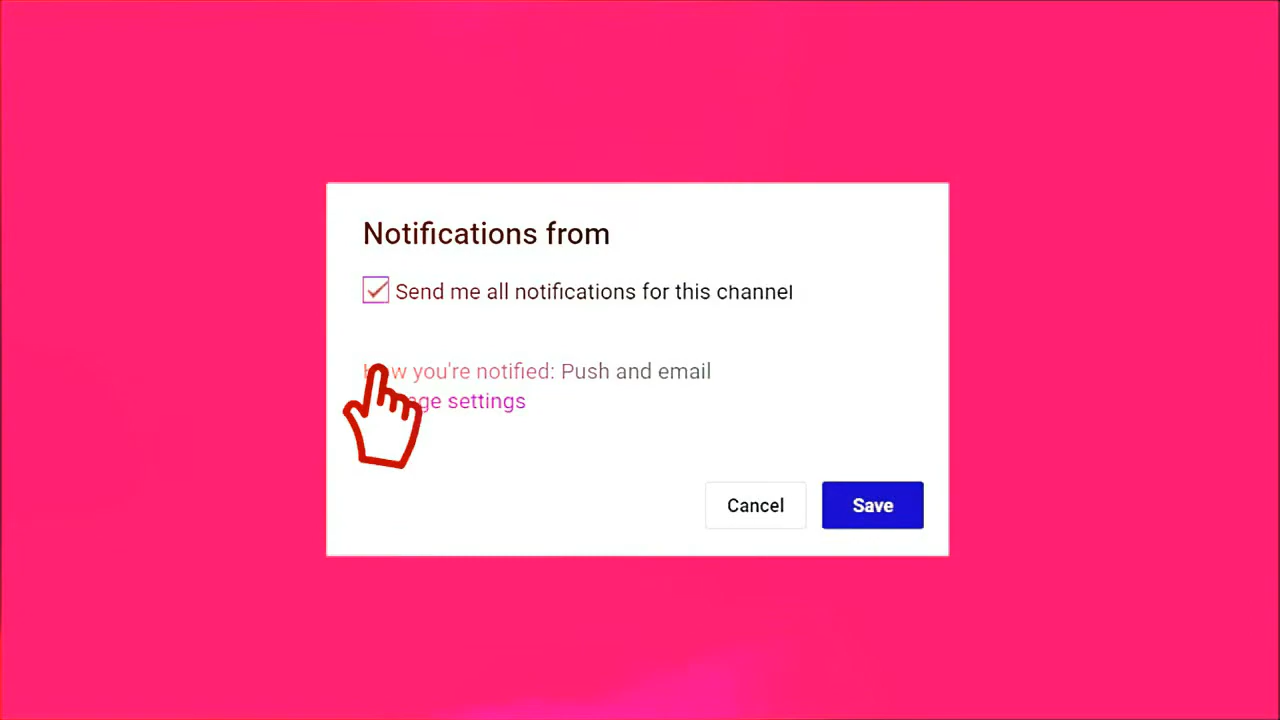 Notifications from
Send me all notifications for this channel
you're notified: Push and email
settings
Cancel
Save